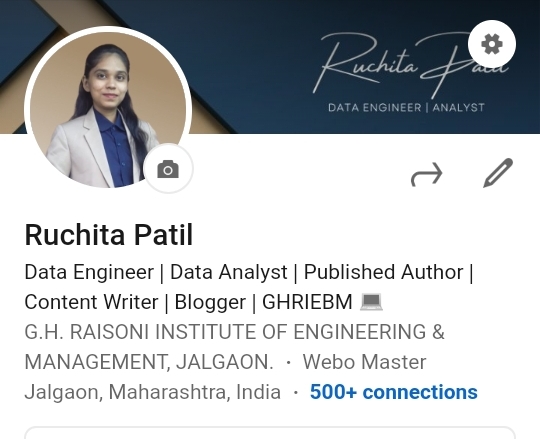 Ruchita Patil
DATA ENGINEER | ANALYST
Ruchita Patil
Data Engineer | Data Analyst | Published Author |
Content Writer | Blogger | GHRIEBM 💻
G.H. RAISONI INSTITUTE OF ENGINEERING &
MANAGEMENT, JALGAON. · Webo Master
Jalgaon, Maharashtra, India · 500+ connections